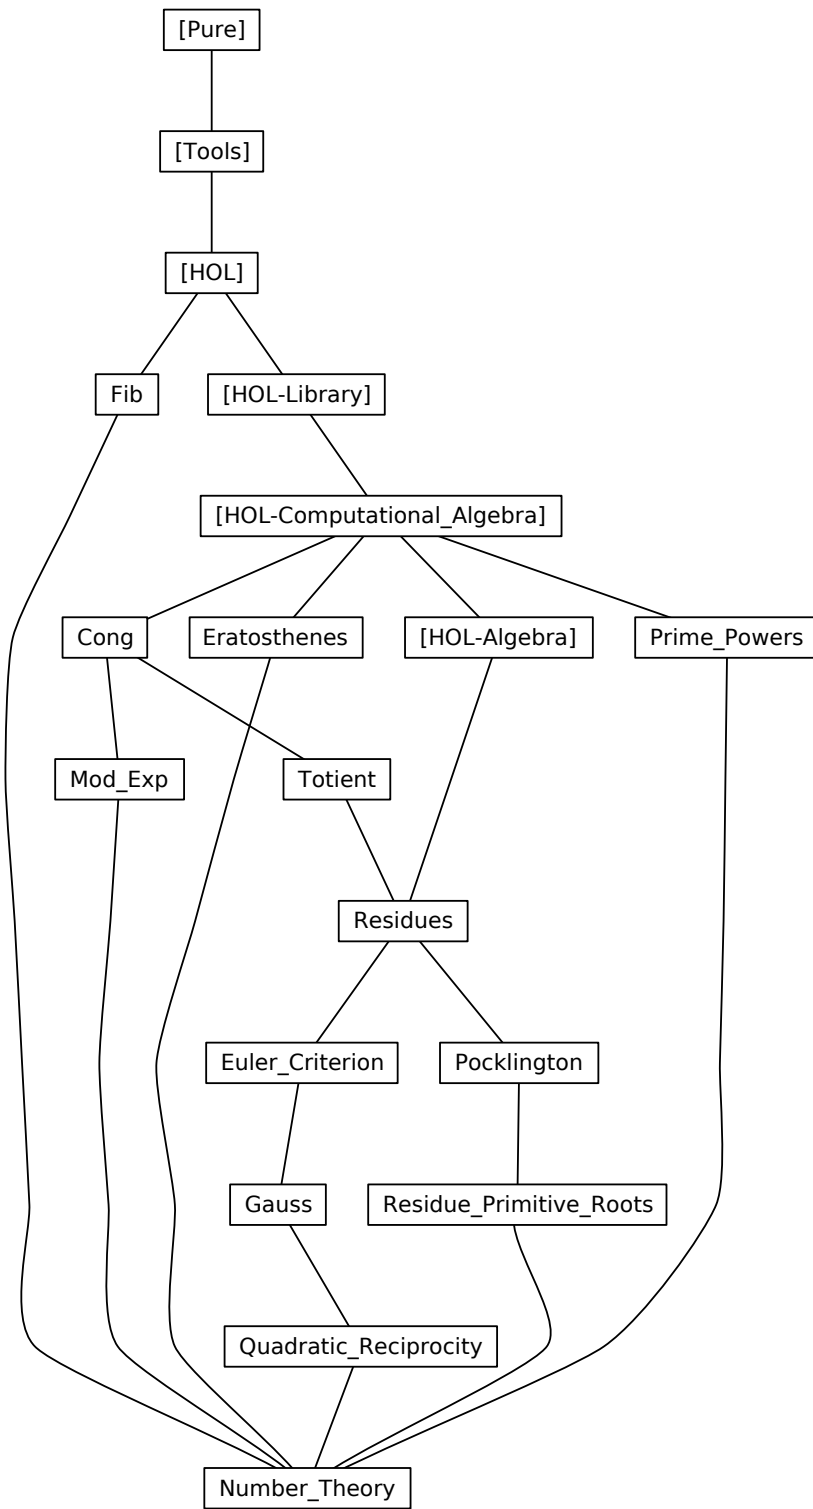 [Pure]
[Tools]
[HOL]
Fib
[HOL-Library]
[HOL-Computational_Algebra]
Cong
Eratosthenes
[HOL-Algebra]
Prime_Powers
Mod_Exp
Totient
Residues
Euler_Criterion
Pocklington
Gauss
Residue_Primitive_Roots
Quadratic_Reciprocity
Number_Theory